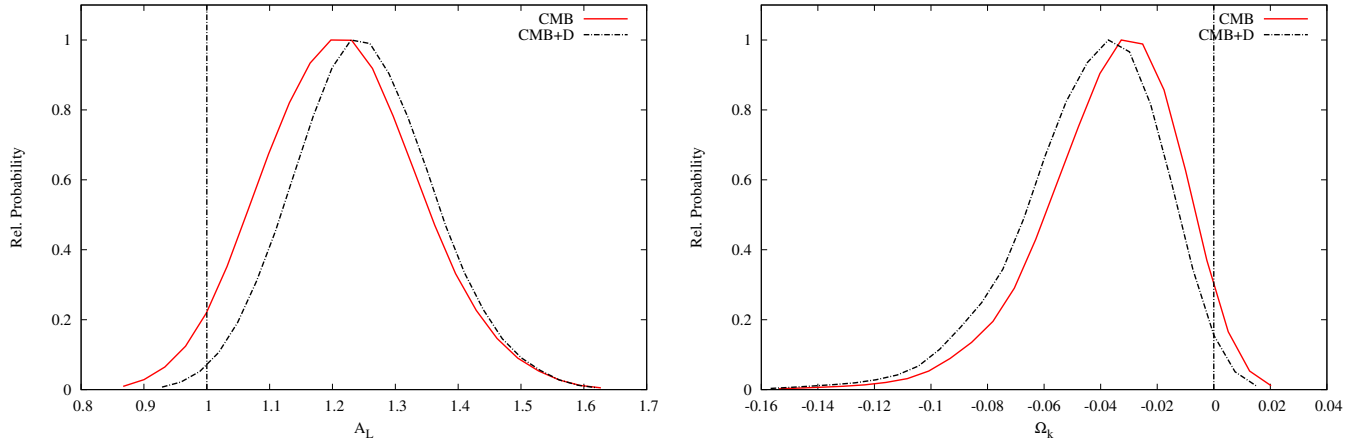 Rel. Probability
1
0.8
0.6
0.4
0.2
0
0.8 0.9 1 1.1 1.2 1.3 1.4 1.5 1.6 1.7
A_L
CMB
CMB+D
Rel. Probability
1
0.8
0.6
0.4
0.2
0
-0.16 -0.14 -0.12 -0.1 -0.08 -0.06 -0.04 -0.02 0 0.02 0.04
Ω_k
CMB
CMB+D